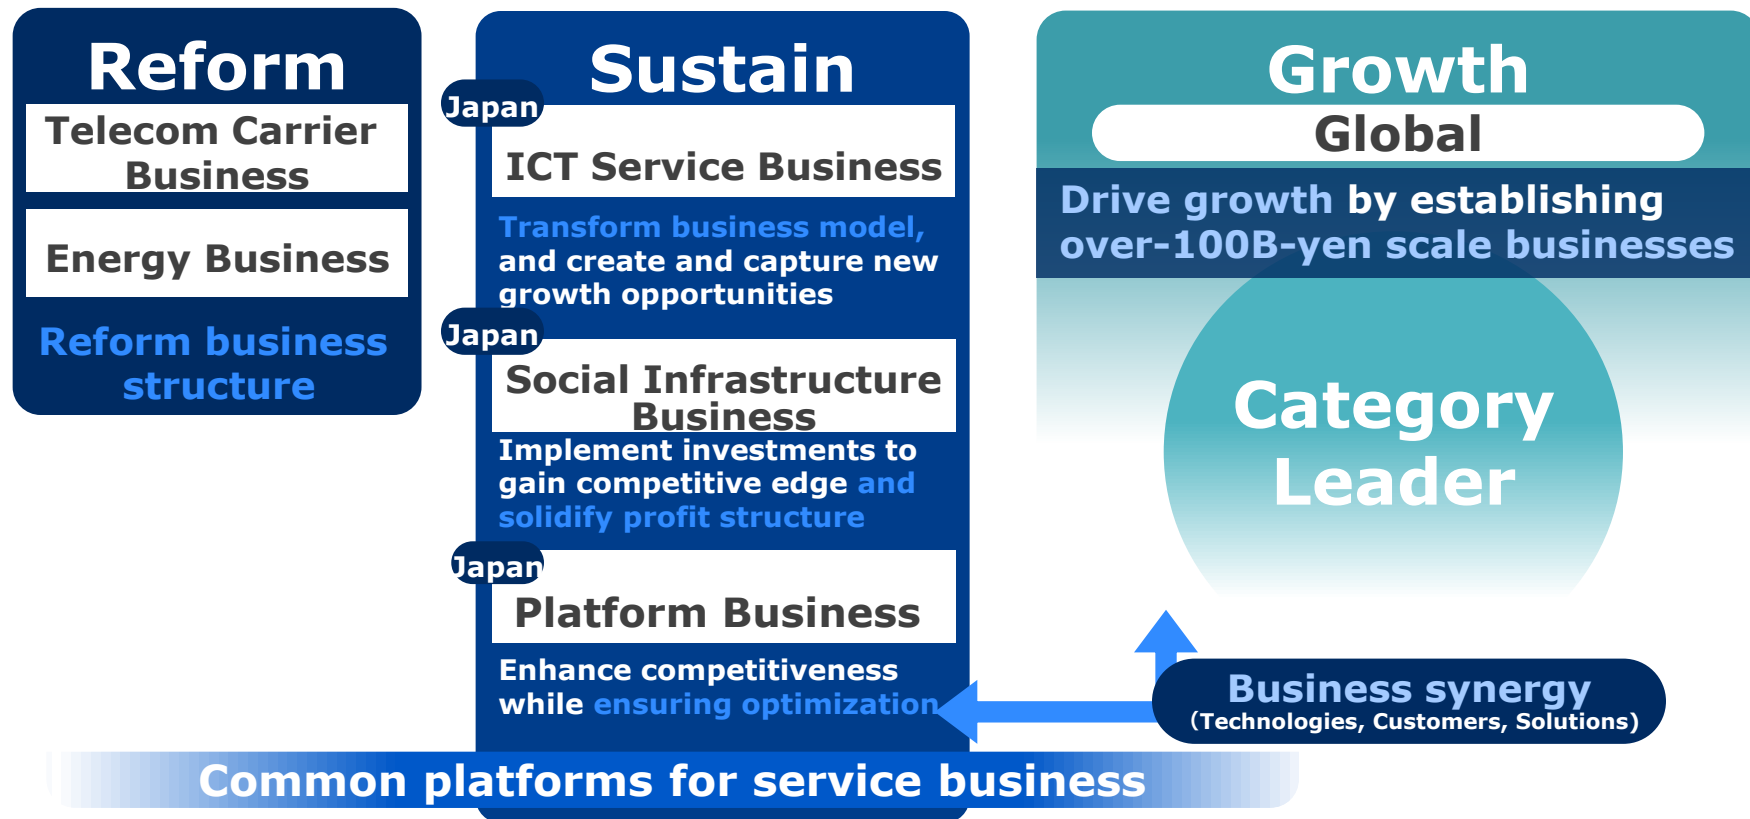 Reform
Telecom Carrier
Business
Energy Business
Reform business
structure
Sustain
Japan
ICT Service Business
Transform business model,
and create and capture new
growth opportunities
Japan
Social Infrastructure
Business
Implement investments to
gain competitive edge and
solidify profit structure
Japan
Platform Business
Enhance competitiveness
while ensuring optimization
Growth
Global
Drive growth by establishing
over-100B-yen scale businesses
Category
Leader
Business synergy
(Technologies, Customers, Solutions)
Common platforms for service business